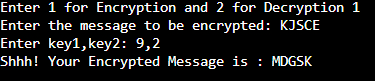 Enter 1 for Encryption and 2 for Decryption 1
Enter the message to be encrypted: KJSCE
Enter key1,key2: 9,2
Shhh! Your Encrypted Message is : MDGSK